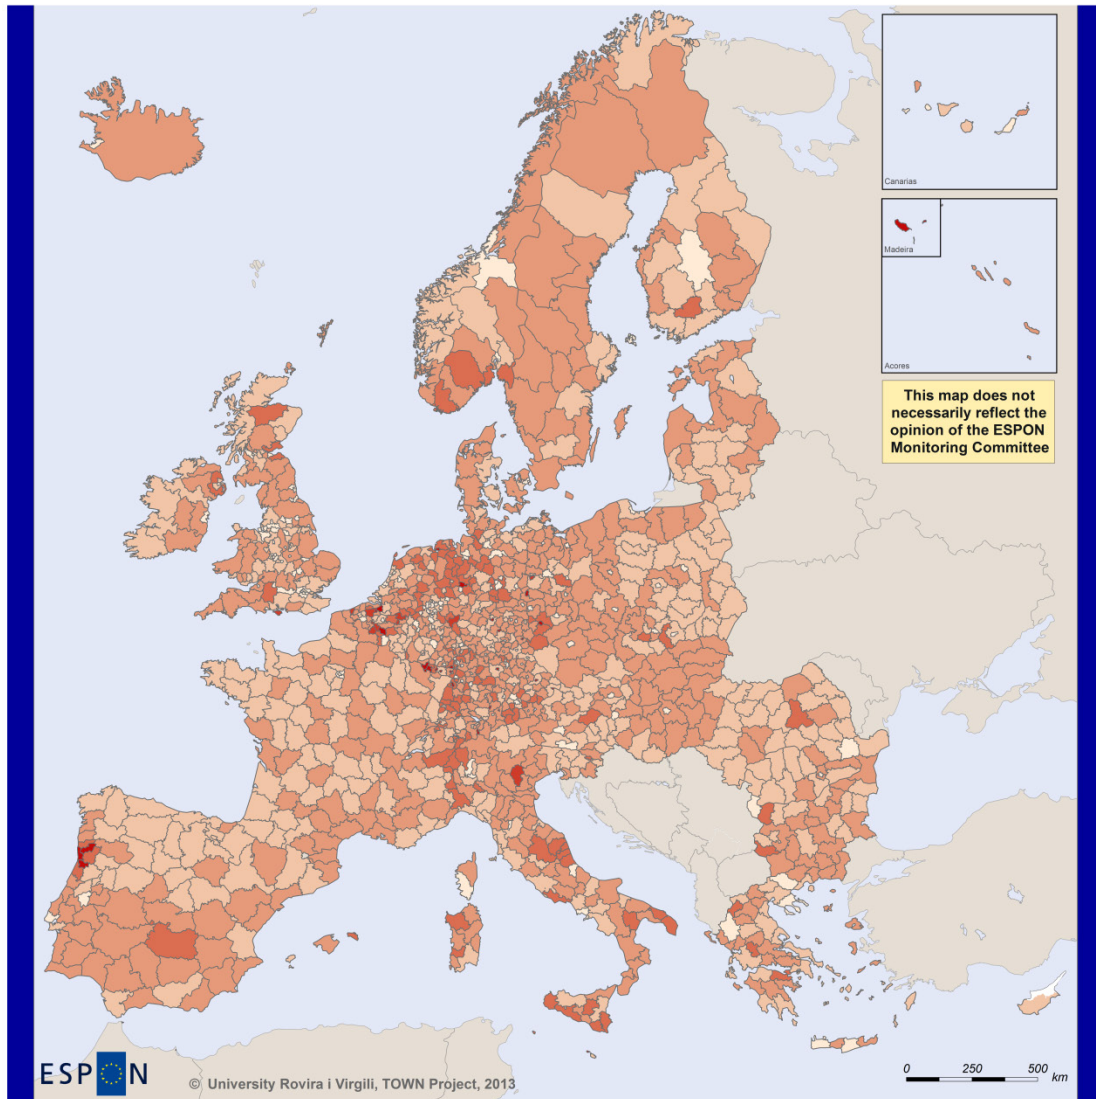 Canarias
Madeira
Acores
This map does not
necessarily reflect the
opinion of the ESPON
Monitoring Committee
ESPON
© University Rovira i Virgili, TOWN Project, 2013
0 250 500
km